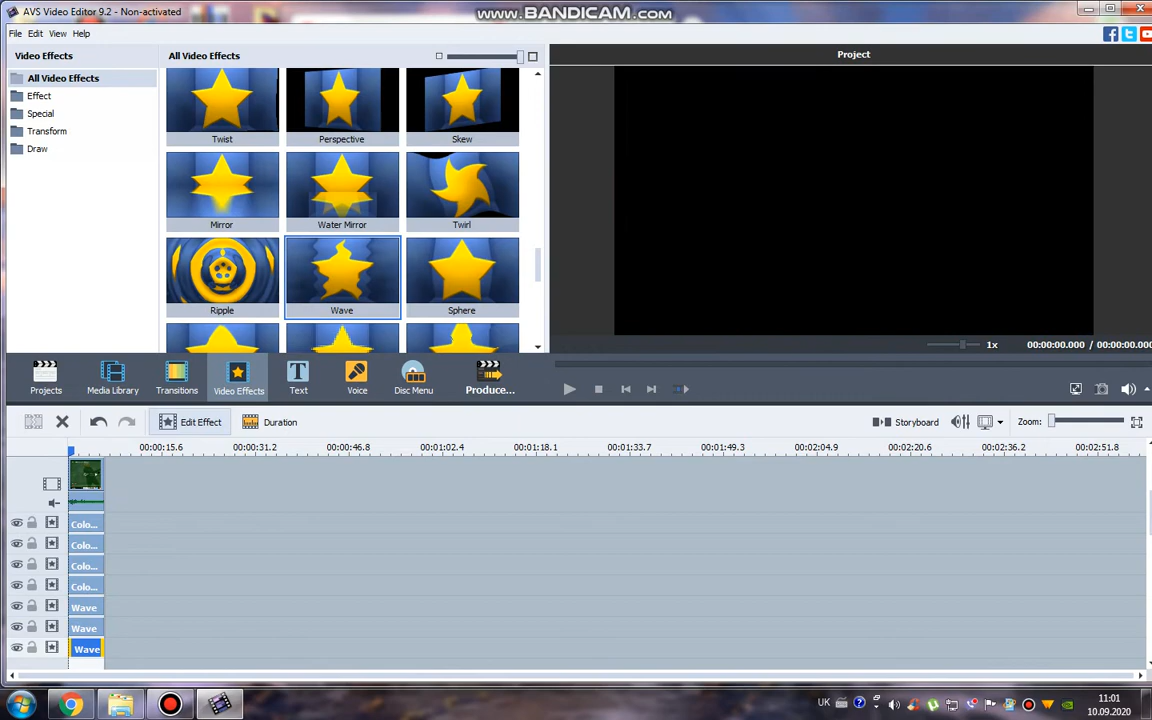 AVS Video Editor 9.2 - Non-activated
www.BANDICAM.com
File Edit View Help
Video Effects
All Video Effects
Project
All Video Effects
Effect
Special
Transform
Draw
Twist Perspective Skew
Mirror Water Mirror Twirl
Ripple Wave Sphere
1x 00:00:00.000 / 00:00:00.000
Projects Media Library Transitions Video Effects Text Voice Disc Menu Produce...
Edit Effect Duration Storyboard Zoom:
00:00:15.6 00:00:31.2 00:00:46.8 00:01:02.4 00:01:18.1 00:01:33.7 00:01:49.3 00:02:04.9 00:02:20.6 00:02:36.2 00:02:51.8
Colo...
Colo...
Colo...
Colo...
Wave
Wave
Wave
UK
11:01
10.09.2020